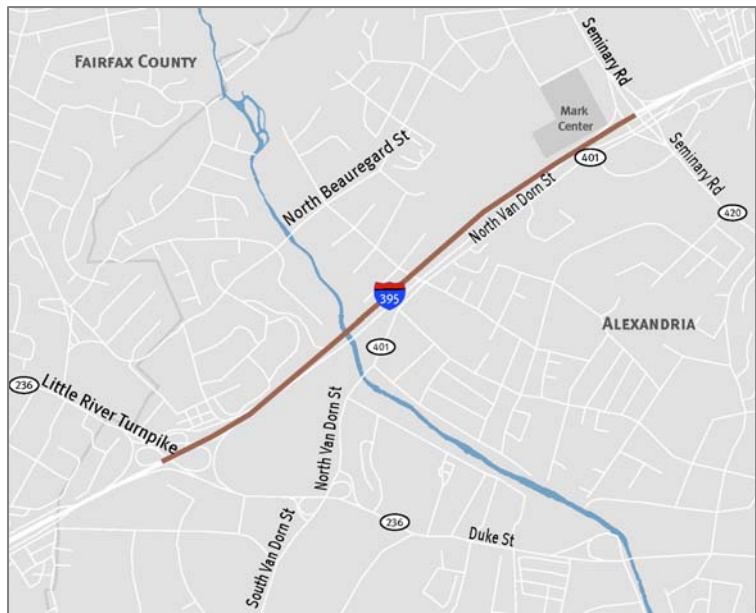 FAIRFAX COUNTY
Seminary Rd
Mark
Center
North Beauregard St
401
Seminary Rd
North Van Dorn St
420
395
ALEXANDRIA
401
236
Little River Turnpike
North Van Dorn St
236
Duke St
South Van Dorn St